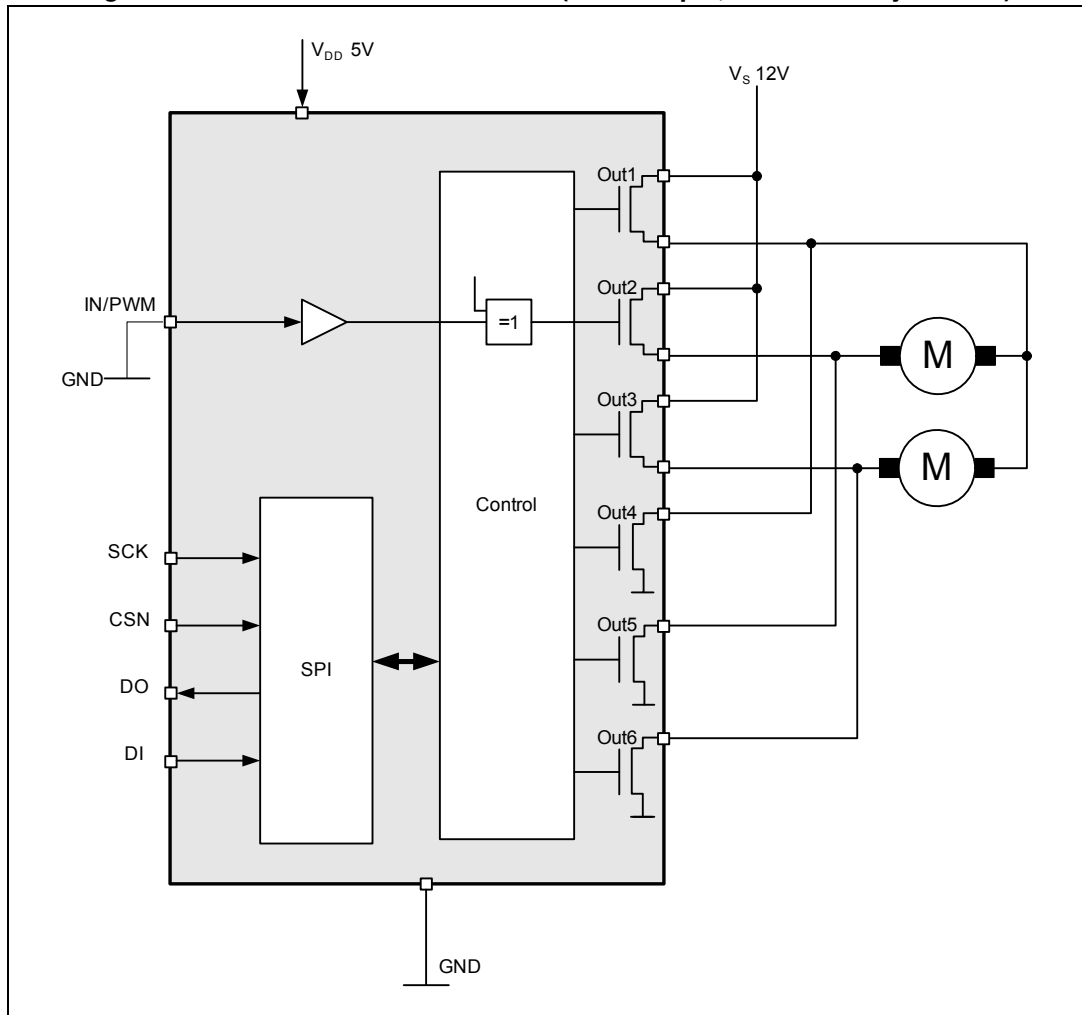 V_DD 5V
V_S 12V
Out1
Out2
IN/PWM
=1
M
GND
Out3
M
Control
Out4
SCK
CSN
Out5
SPI
DO
Out6
DI
GND